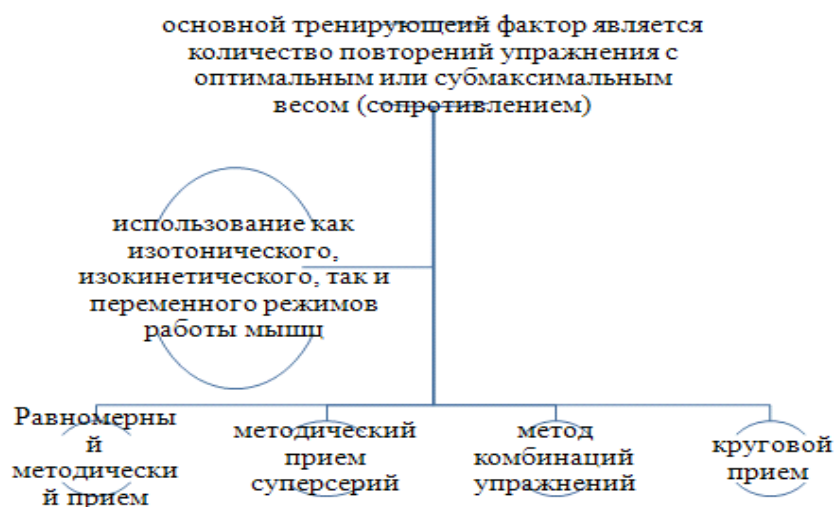 основной тренирующеий фактор является
количество повторений упражнения с
оптимальным или субмаксимальным
весом (сопротивлением)
использование как
изотонического,
изокинетического, так и
переменного режимов
работы мышц
Равномерны
й
методически
й прием
методический
прием
суперсерий
метод
комбинаций
упражнений
круговой
прием